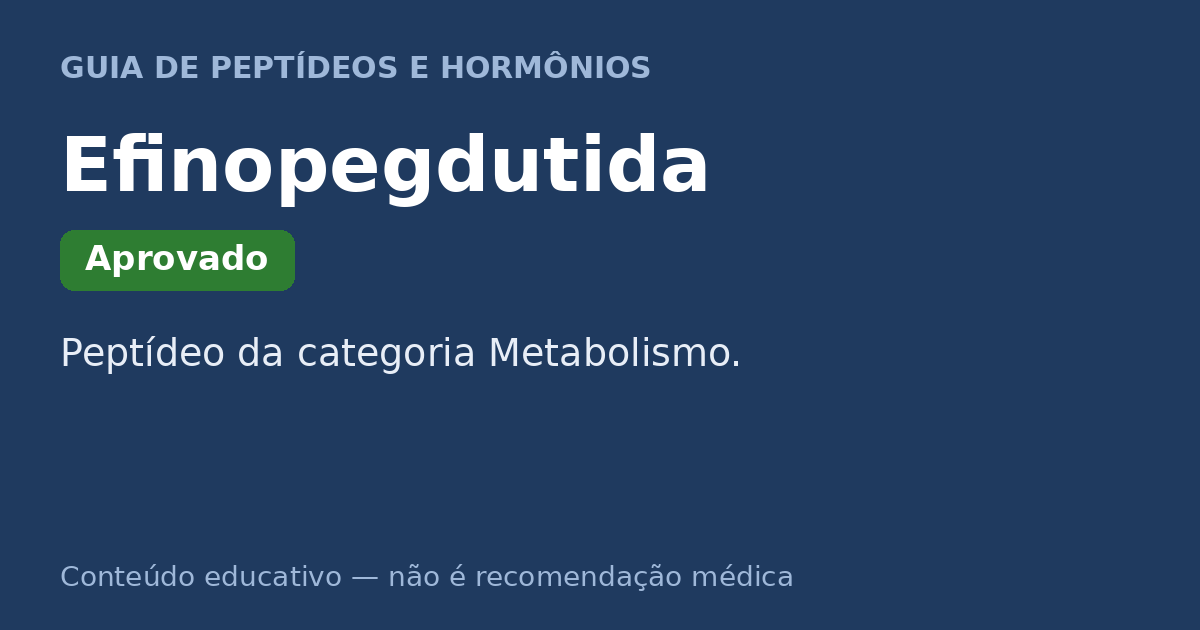 GUIA DE PEPTÍDEOS E HORMÔNIOS
Efinopegdutida
Aprovado
Peptídeo da categoria Metabolismo.
Conteúdo educativo — não é recomendação médica